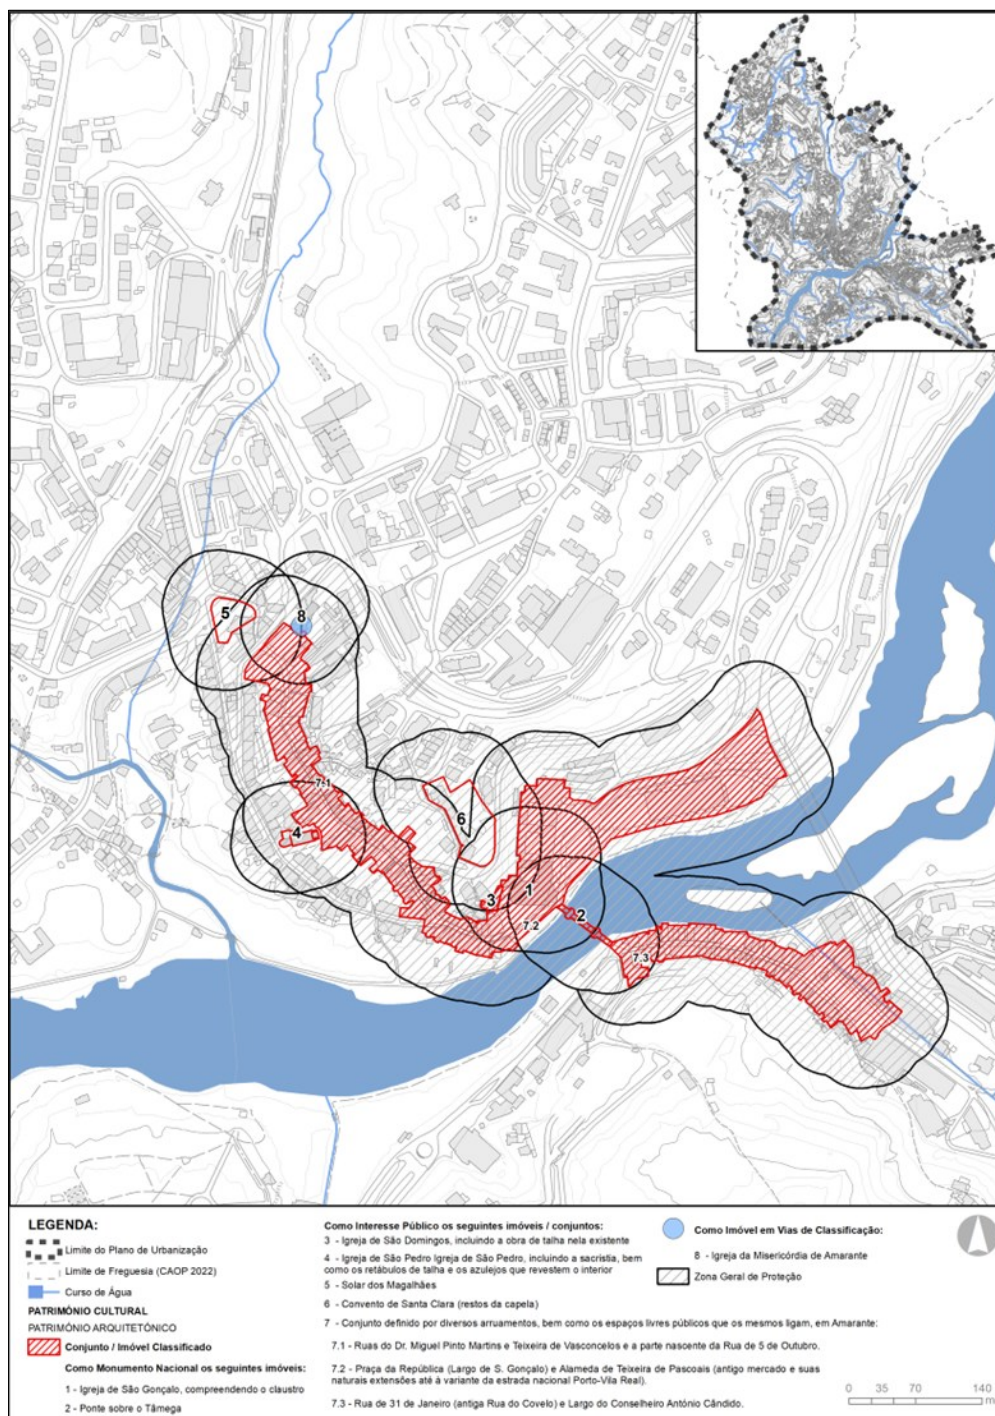 5
8
7.1
4
6
3
1
2
7.2
7.3
LEGENDA:
Limite do Plano de Urbanização
Limite de Freguesia (CAOP 2022)
Curso de Água
PATRIMÓNIO CULTURAL
PATRIMÓNIO ARQUITETÓNICO
Conjunto / Imóvel Classificado
Como Monumento Nacional os seguintes imóveis:
1 - Igreja de São Gonçalo, compreendendo o claustro
2 - Ponte sobre o Tâmega
Como Interesse Público os seguintes imóveis / conjuntos:
3 - Igreja de São Domingos, incluindo a obra de talha nela existente
4 - Igreja de São Pedro Igreja de São Pedro, incluindo a sacristia, bem
como os retábulos de talha e os azulejos que revestem o interior
5 - Solar dos Magalhães
6 - Convento de Santa Clara (restos da capela)
7 - Conjunto definido por diversos arruamentos, bem como os espaços livres públicos que os mesmos ligam, em Amarante:
7.1 - Ruas do Dr. Miguel Pinto Martins e Teixeira de Vasconcelos e a parte nascente da Rua de 5 de Outubro.
7.2 - Praça da República (Largo de S. Gonçalo) e Alameda de Teixeira de Pascoais (antigo mercado e suas
naturais extensões até à variante da estrada nacional Porto-Vila Real).
7.3 - Rua de 31 de Janeiro (antiga Rua do Covelo) e Largo do Conselheiro António Cândido.
Como Imóvel em Vias de Classificação:
8 - Igreja da Misericórdia de Amarante
Zona Geral de Proteção
0 35 70 140
m